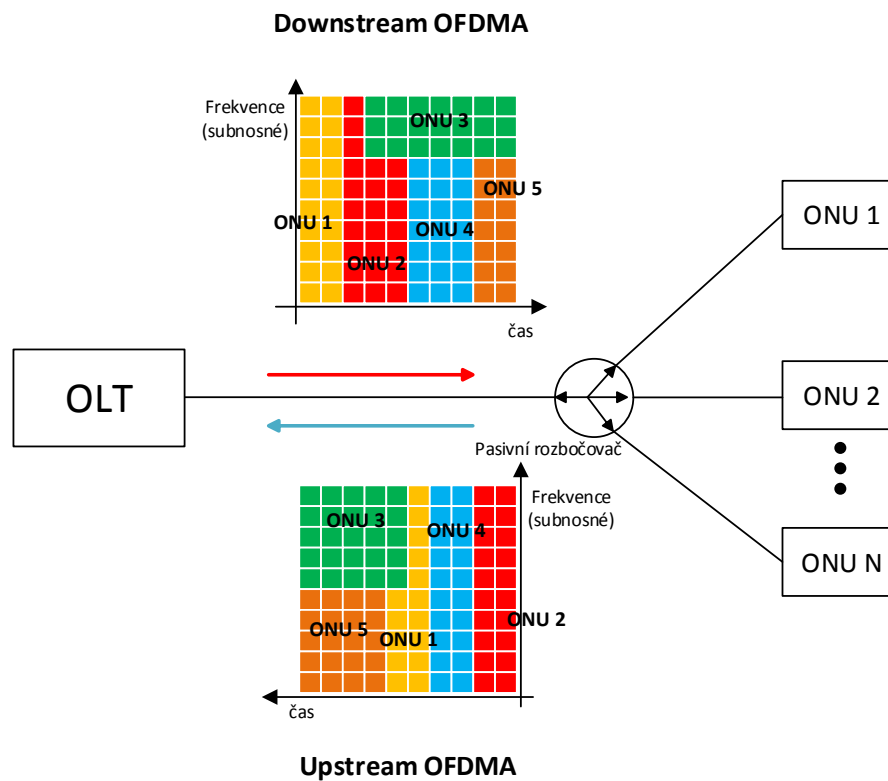 Downstream OFDMA
Frekvence
(subnosné)
ONU 3
ONU 5
ONU 1
ONU 4
ONU 2
čas
ONU 1
OLT
ONU 2
Pasivní rozbočovač
Frekvence
(subnosné)
ONU 3
ONU 4
ONU N
ONU 2
ONU 5
ONU 1
čas
Upstream OFDMA